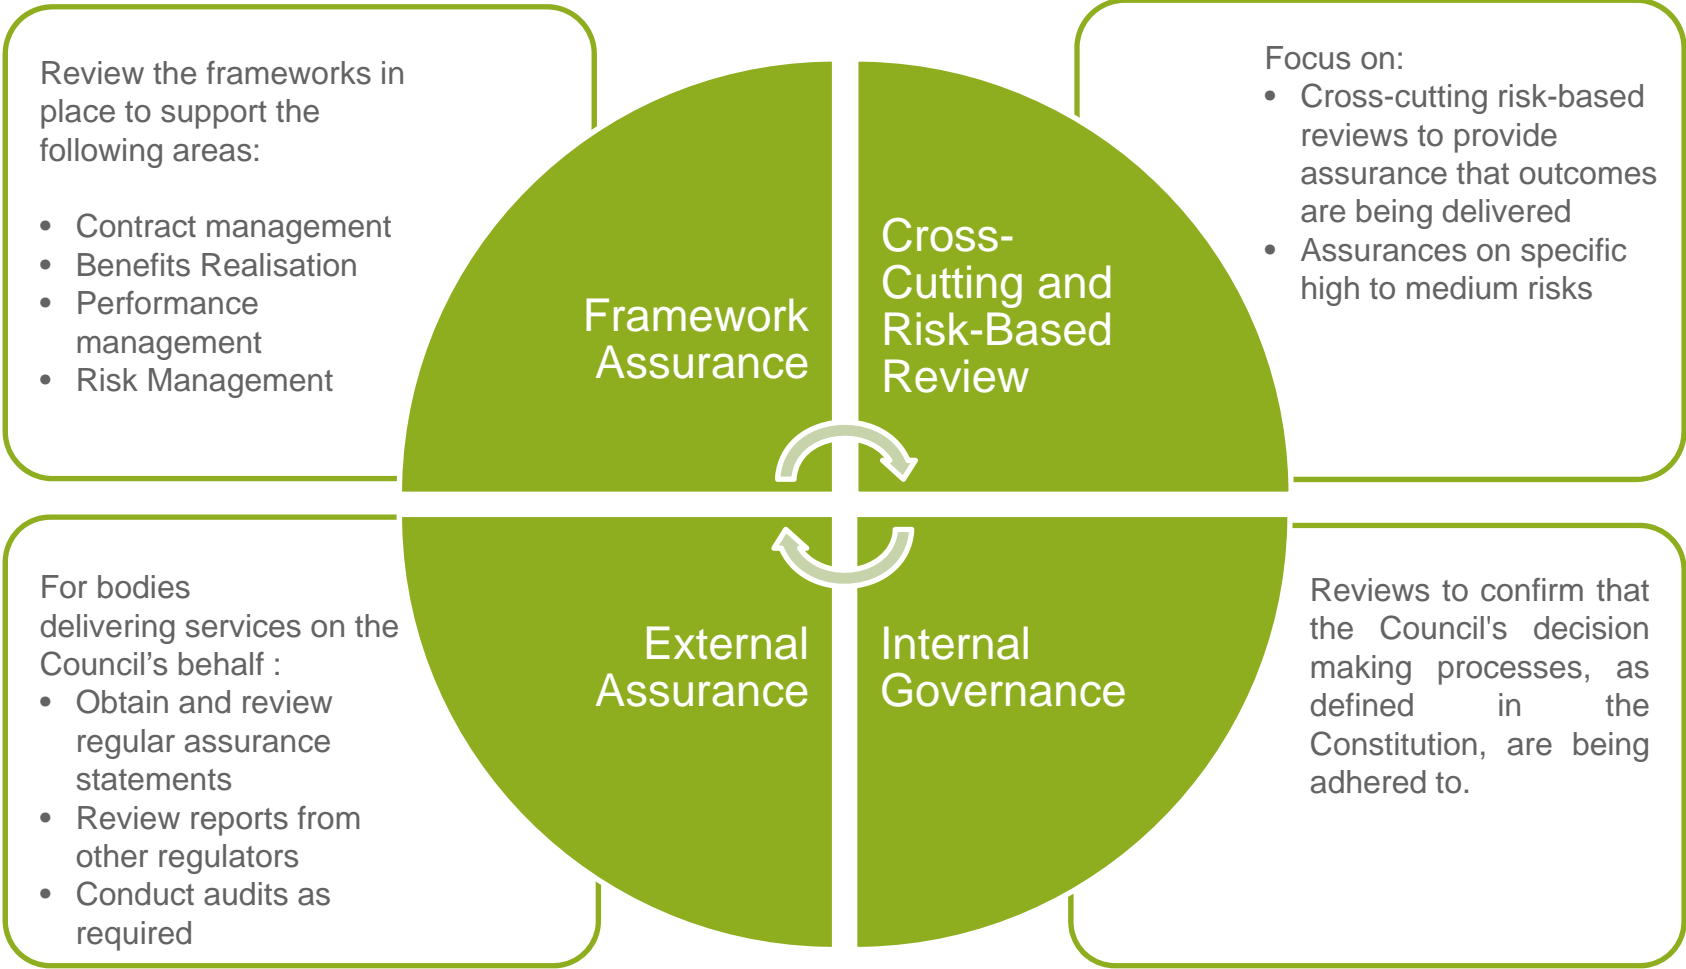 Review the frameworks in
place to support the
following areas:
• Contract management
• Benefits Realisation
• Performance
management
• Risk Management
Framework
Assurance
Cross-
Cutting and
Risk-Based
Review
Focus on:
• Cross-cutting risk-based
reviews to provide
assurance that outcomes
are being delivered
• Assurances on specific
high to medium risks
For bodies
delivering services on the
Council’s behalf :
• Obtain and review
regular assurance
statements
• Review reports from
other regulators
• Conduct audits as
required
External
Assurance
Internal
Governance
Reviews to confirm that
the Council's decision
making processes, as
defined in the
Constitution, are being
adhered to.